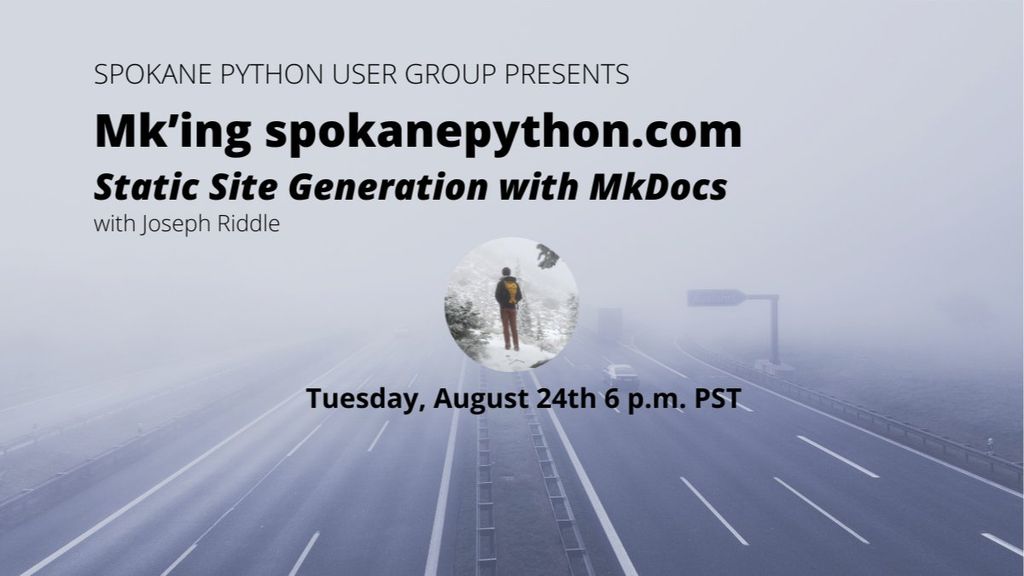 SPOKANE PYTHON USER GROUP PRESENTS
Mk’ing spokanepython.com
Static Site Generation with MkDocs
with Joseph Riddle
Tuesday, August 24th 6 p.m. PST